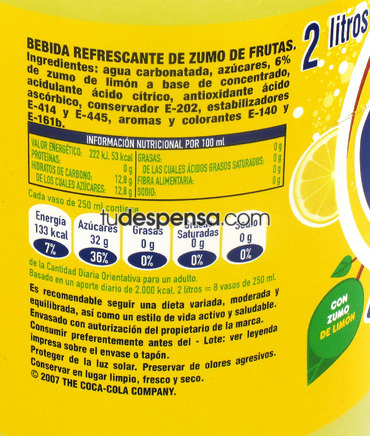 BEBIDA REFRESCANTE DE ZUMO DE FRUTAS.
Ingredientes: agua carbonatada, azúcares, 6%
de zumo de limón a base de concentrado,
acidulante ácido cítrico, antioxidante ácido
ascórbico, conservador E-202, estabilizadores
E-414 y E-445, aromas y colorantes E-140 y
E-161b.
2 litros
INFORMACIÓN NUTRICIONAL POR 100 ml
VALOR ENERGÉTICO: 222 kJ, 53 kcal
PROTEÍNAS: 0 g
HIDRATOS DE CARBONO: 12.8 g
DE LOS CUALES AZÚCARES: 12.8 g
GRASAS: 0 g
DE LAS CUALES ÁCIDOS GRASOS SATURADOS: 0 g
FIBRA ALIMENTARIA: 0 g
SODIO: 0 g
Cada vaso de 250 ml contiene
tudespensa.com
Energía 133 kcal 7%
Azúcares 32 g 36%
Grasas 0 g 0%
Saturadas 0 g 0%
0 g 0%
de la Cantidad Diaria Orientativa para un adulto.
Basado en un aporte diario de 2.000 kcal. 2 litros = 8 vasos de 250 ml.
Es recomendable seguir una dieta variada, moderada y
equilibrada, así como un estilo de vida activo y saludable.
Envasado con autorización del propietario de la marca.
Consumir preferentemente antes del - Lote: ver leyenda
impresa sobre el envase o tapón.
Proteger de la luz solar. Preservar de olores agresivos.
Conservar en lugar limpio, fresco y seco.
© 2007 THE COCA-COLA COMPANY.
CON
ZUMO
DE LIMÓN